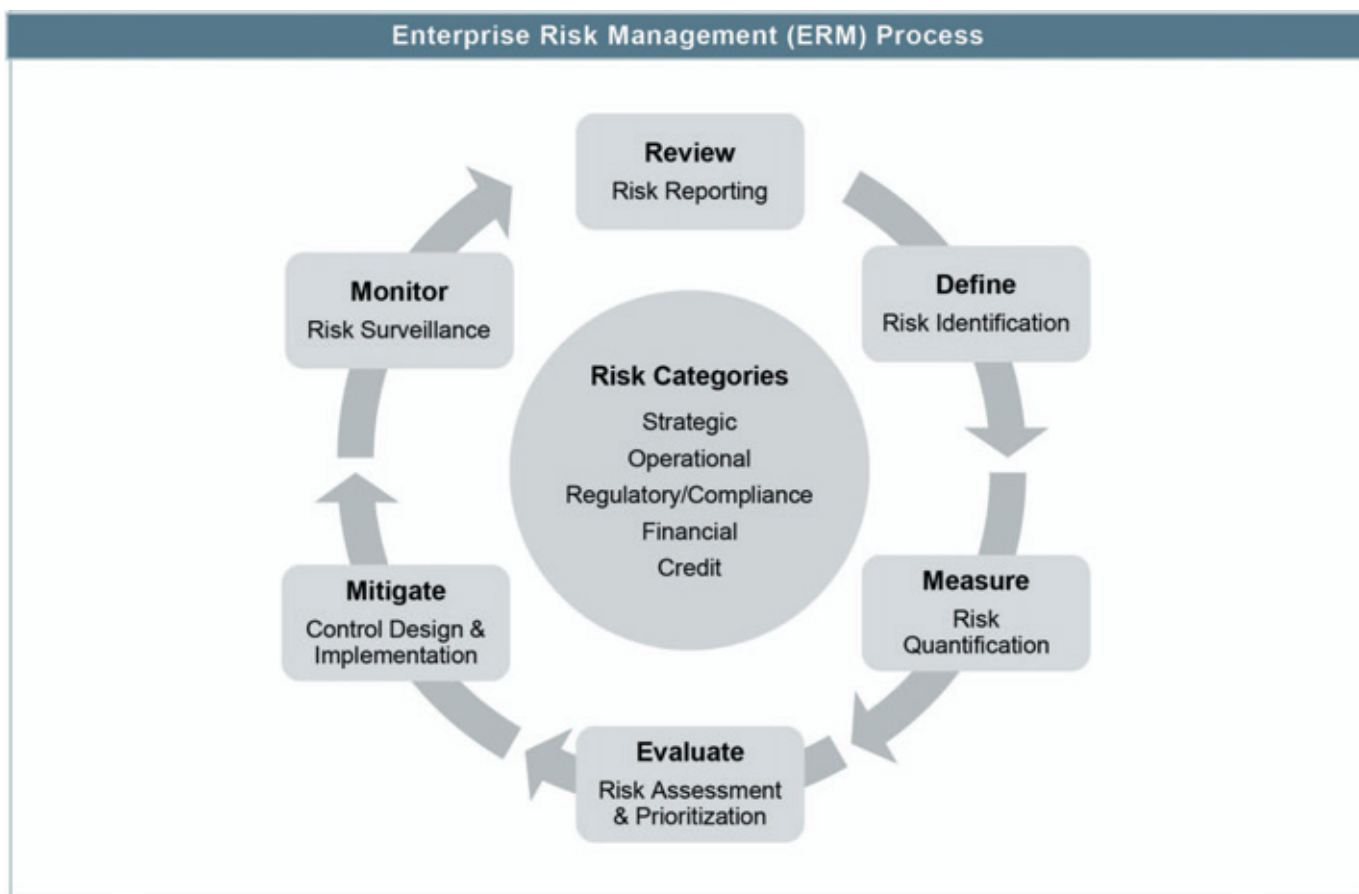 Enterprise Risk Management (ERM) Process
Review
Risk Reporting
Define
Risk Identification
Measure
Risk
Quantification
Evaluate
Risk Assessment
& Prioritization
Mitigate
Control Design &
Implementation
Monitor
Risk Surveillance
Risk Categories
Strategic
Operational
Regulatory/Compliance
Financial
Credit